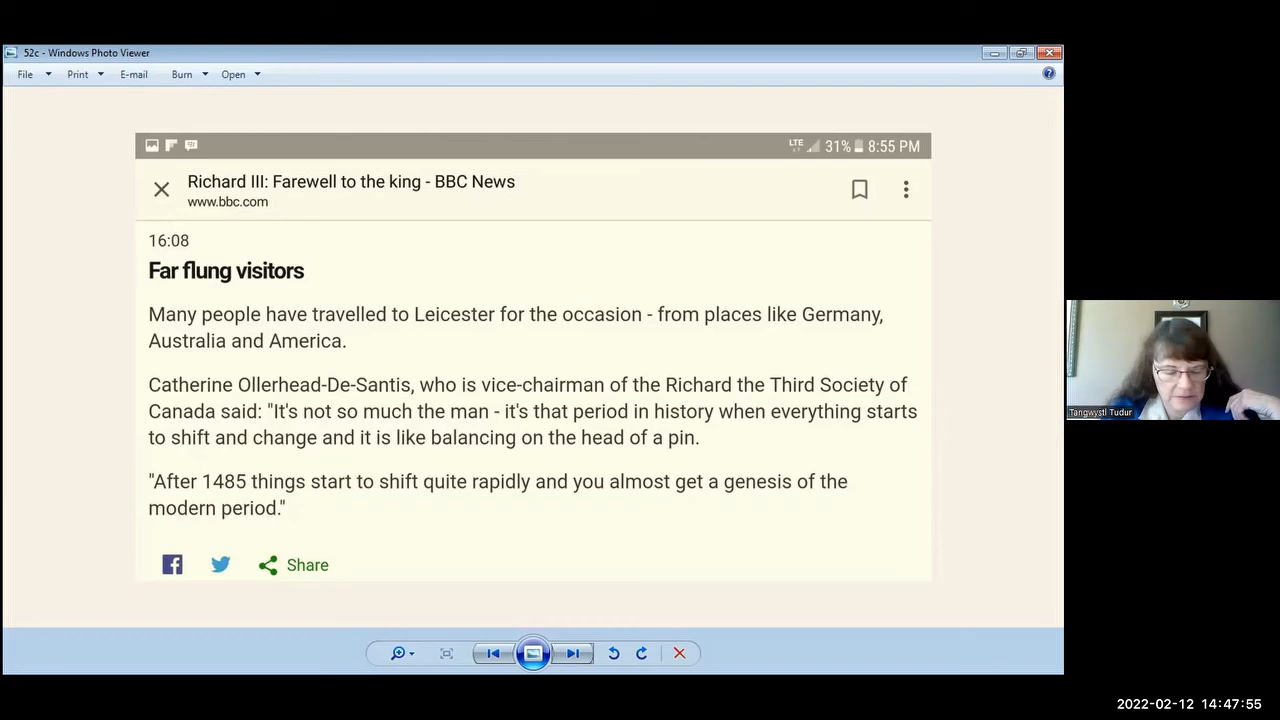 52c - Windows Photo Viewer
File Print E-mail Burn Open
LTE 31% 8:55 PM
Richard III: Farewell to the king - BBC News
www.bbc.com
16:08
Far flung visitors
Many people have travelled to Leicester for the occasion - from places like Germany,
Australia and America.
Catherine Ollerhead-De-Santis, who is vice-chairman of the Richard the Third Society of
Canada said: "It's not so much the man - it's that period in history when everything starts
to shift and change and it is like balancing on the head of a pin.
"After 1485 things start to shift quite rapidly and you almost get a genesis of the
modern period."
Share
Tangwystl Tudur
2022-02-12 14:47:55